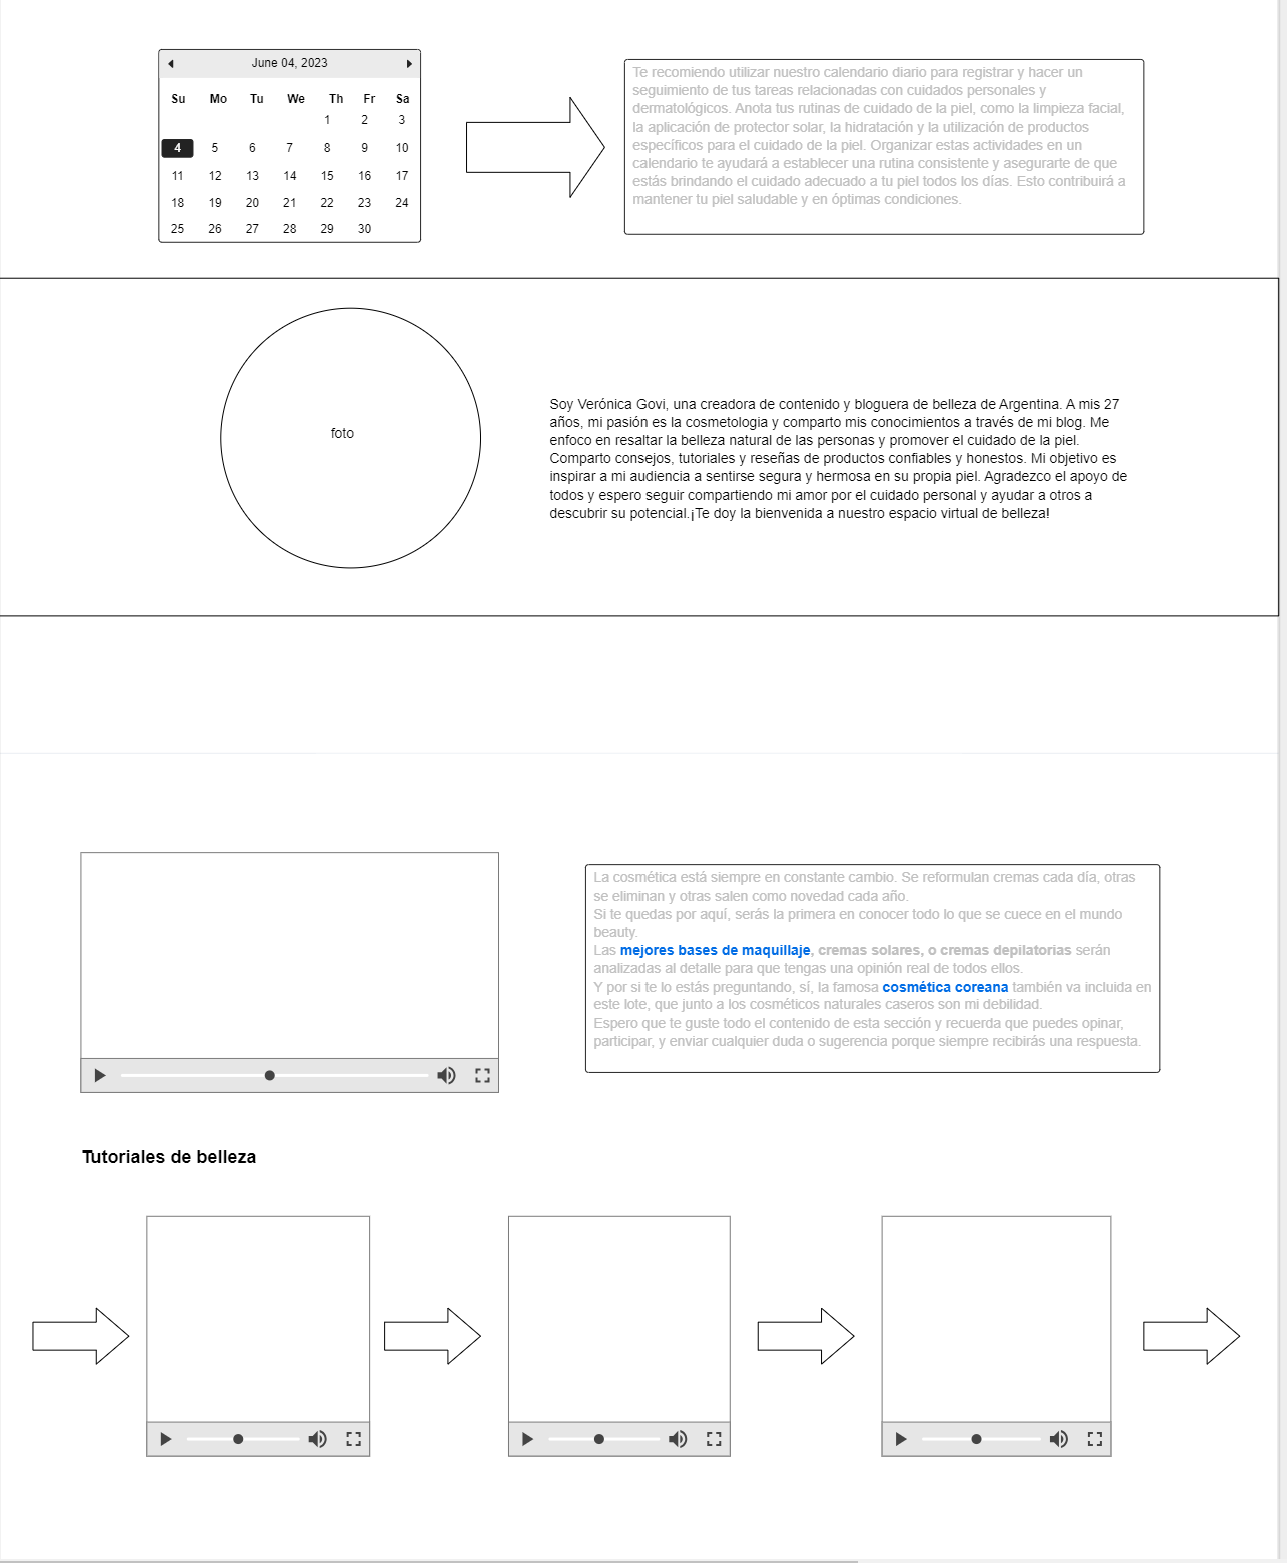 June 04, 2023
Su Mo Tu We Th Fr Sa
1 2 3
4 5 6 7 8 9 10
11 12 13 14 15 16 17
18 19 20 21 22 23 24
25 26 27 28 29 30
Te recomiendo utilizar nuestro calendario diario para registrar y hacer un
seguimiento de tus tareas relacionadas con cuidados personales y
dermatológicos. Anota tus rutinas de cuidado de la piel, como la limpieza facial,
la aplicación de protector solar, la hidratación y la utilización de productos
específicos para el cuidado de la piel. Organizar estas actividades en un
calendario te ayudará a establecer una rutina consistente y asegurarte de que
estás brindando el cuidado adecuado a tu piel todos los días. Esto contribuirá a
mantener tu piel saludable y en óptimas condiciones.
foto
Soy Verónica Govi, una creadora de contenido y bloguera de belleza de Argentina. A mis 27
años, mi pasión es la cosmetologia y comparto mis conocimientos a través de mi blog. Me
enfoco en resaltar la belleza natural de las personas y promover el cuidado de la piel.
Comparto consejos, tutoriales y reseñas de productos confiables y honestos. Mi objetivo es
inspirar a mi audiencia a sentirse segura y hermosa en su propia piel. Agradezco el apoyo de
todos y espero seguir compartiendo mi amor por el cuidado personal y ayudar a otros a
descubrir su potencial.¡Te doy la bienvenida a nuestro espacio virtual de belleza!
La cosmética está siempre en constante cambio. Se reformulan cremas cada día, otras
se eliminan y otras salen como novedad cada año.
Si te quedas por aquí, serás la primera en conocer todo lo que se cuece en el mundo
beauty.
Las mejores bases de maquillaje, cremas solares, o cremas depilatorias serán
analizadas al detalle para que tengas una opinión real de todos ellos.
Y por si te lo estás preguntando, sí, la famosa cosmética coreana también va incluida en
este lote, que junto a los cosméticos naturales caseros son mi debilidad.
Espero que te guste todo el contenido de esta sección y recuerda que puedes opinar,
participar, y enviar cualquier duda o sugerencia porque siempre recibirás una respuesta.
Tutoriales de belleza